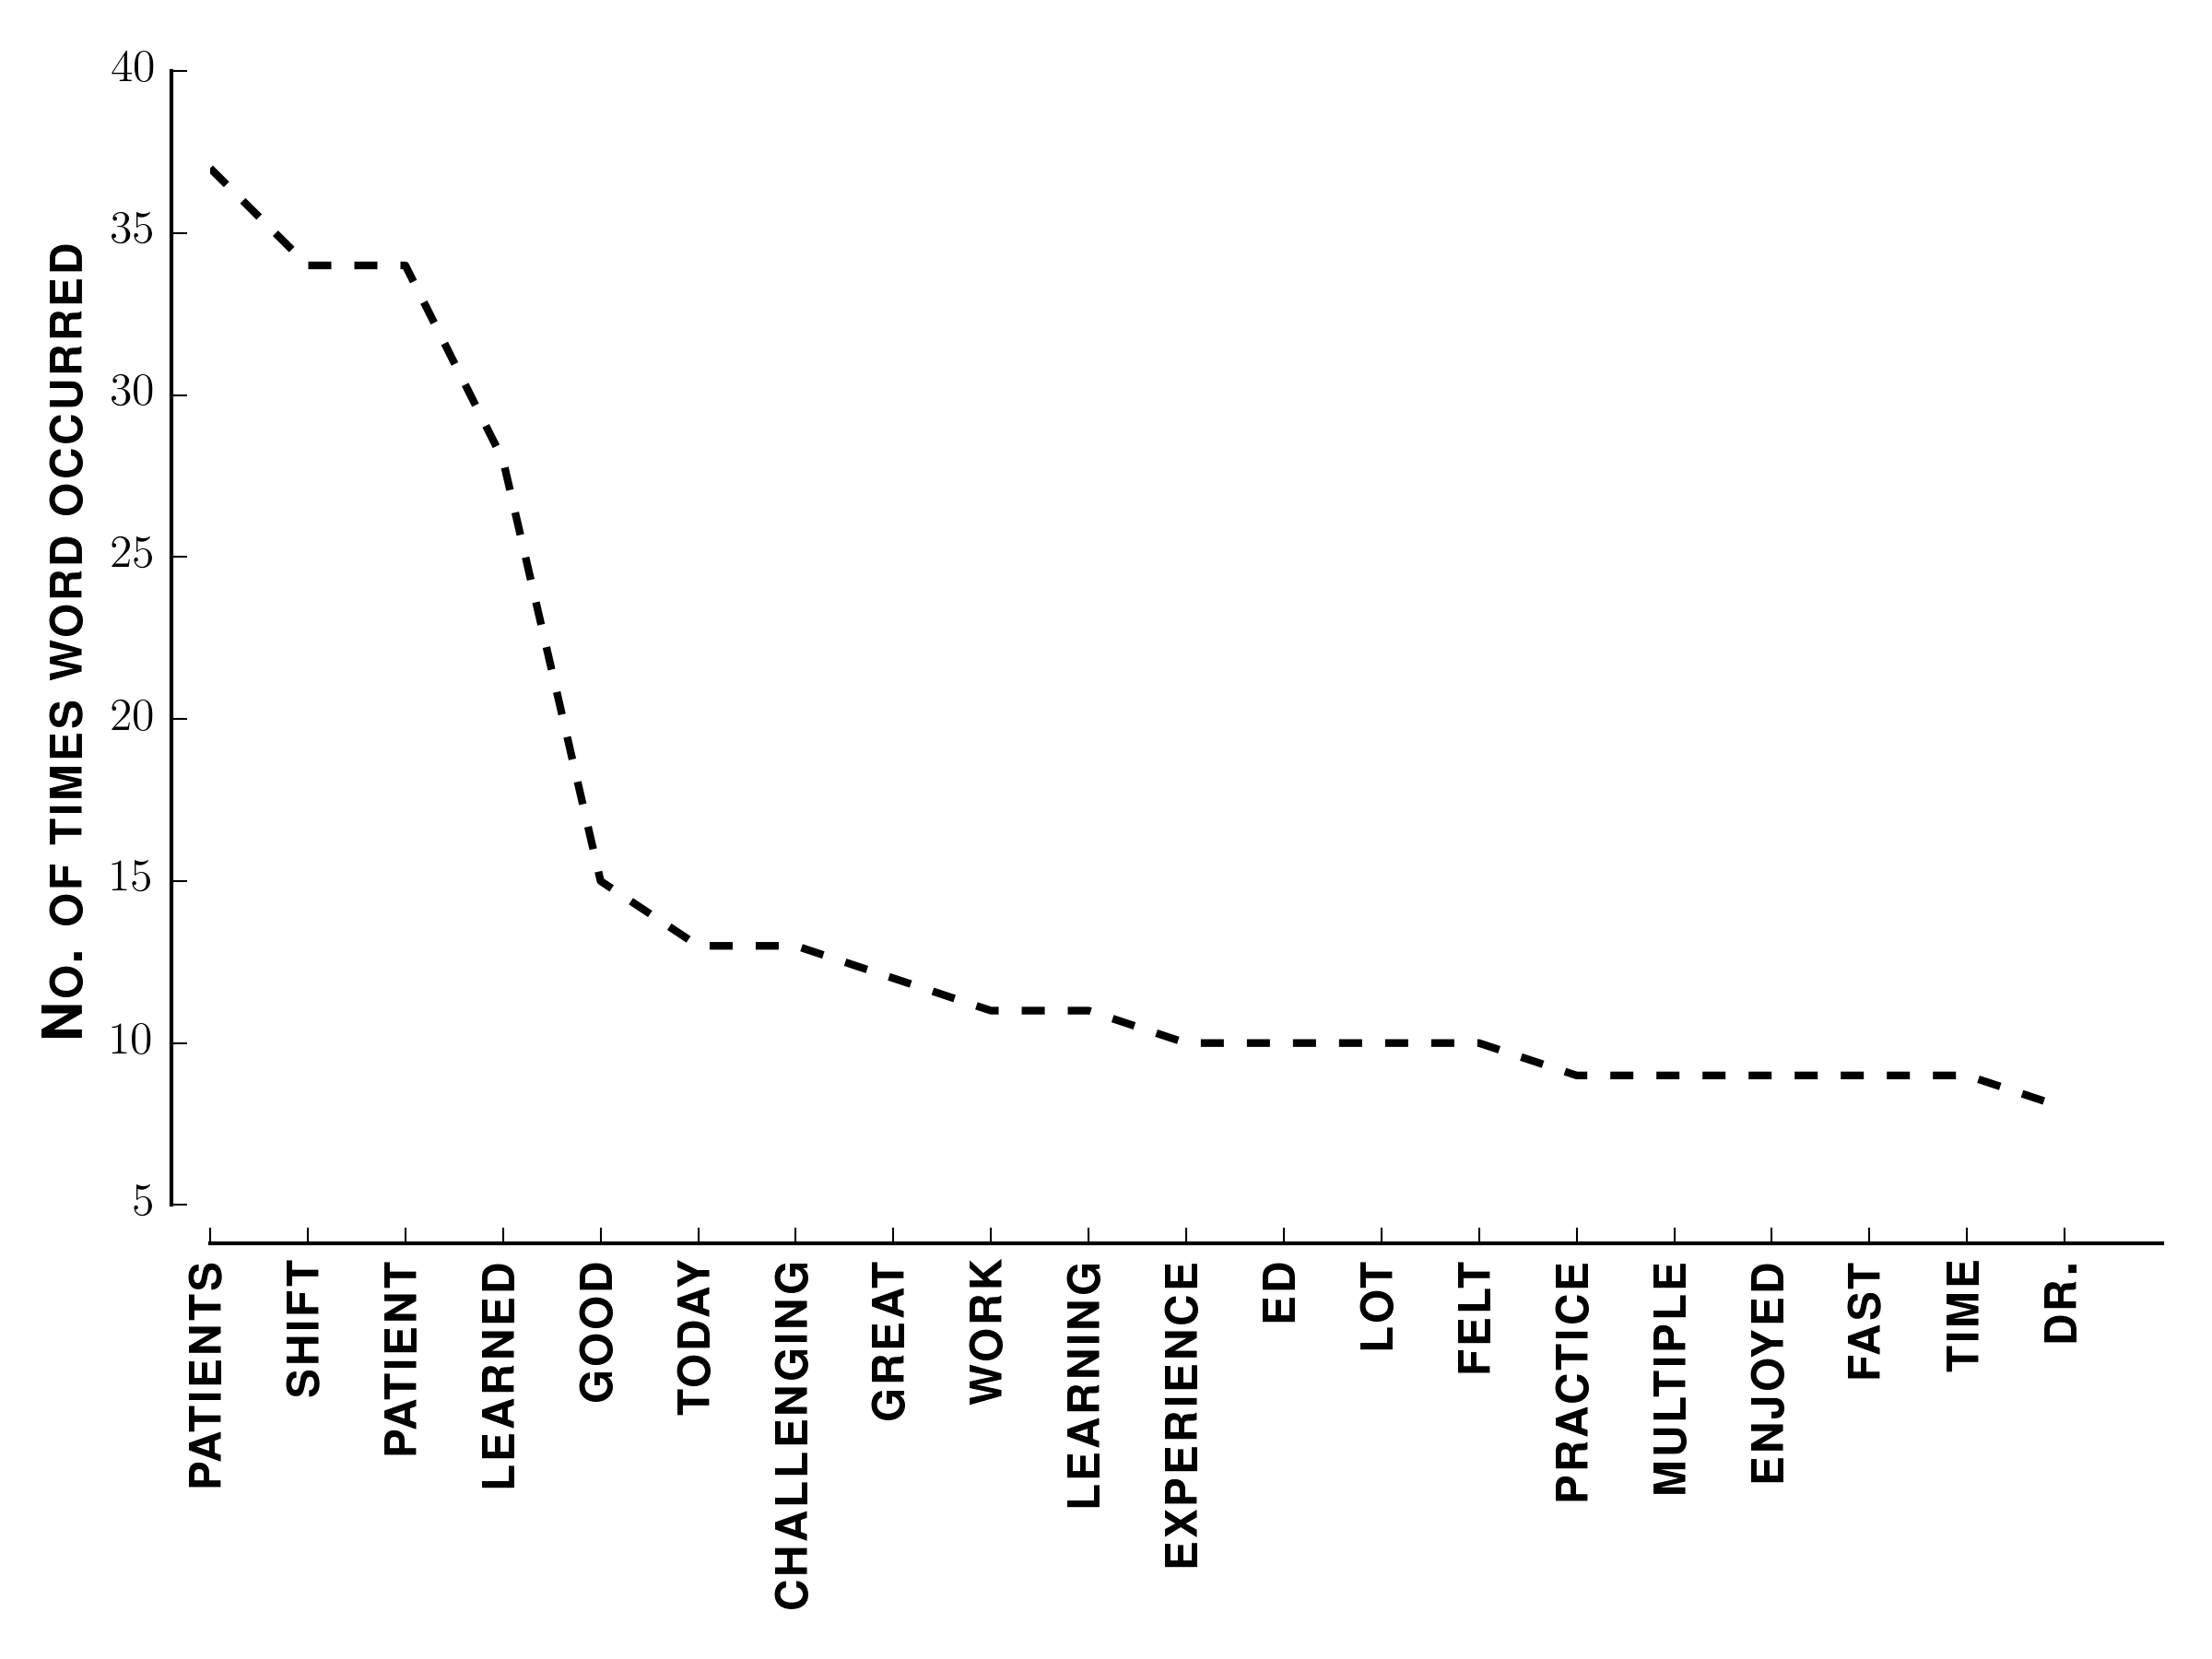 No. OF TIMES WORD OCCURRED
40
35
30
25
20
15
10
5
PATIENTS
SHIFT
PATIENT
LEARNED
GOOD
TODAY
CHALLENGING
GREAT
WORK
LEARNING
EXPERIENCE
ED
LOT
FELT
PRACTICE
MULTIPLE
ENJOYED
FAST
TIME
DR.